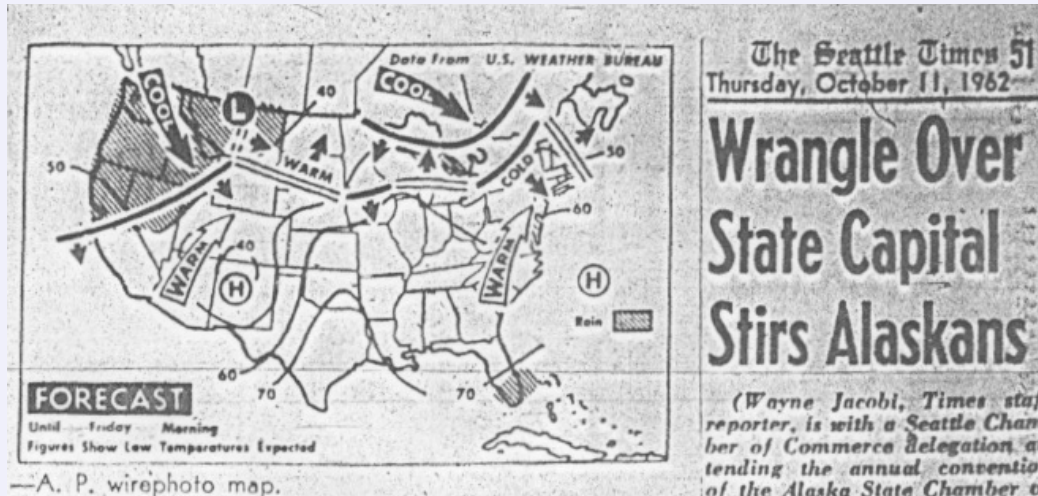 Data From U.S. WEATHER BUREAU
COOL
COOL
L
40
WARM
COLD
50
50
60
WARM
40
H
WARM
H
Rain
60
70
70
FORECAST
Until Friday Morning
Figures Show Low Temperatures Expected
—A. P. wirephoto map.
The Seattle Times 51
Thursday, October 11, 1962
Wrangle Over
State Capital
Stirs Alaskans
(Wayne Jacobi, Times staf
reporter, is with a Seattle Cham
ber of Commerce delegation a
tending the annual conventio
of the Alaska State Chamber o